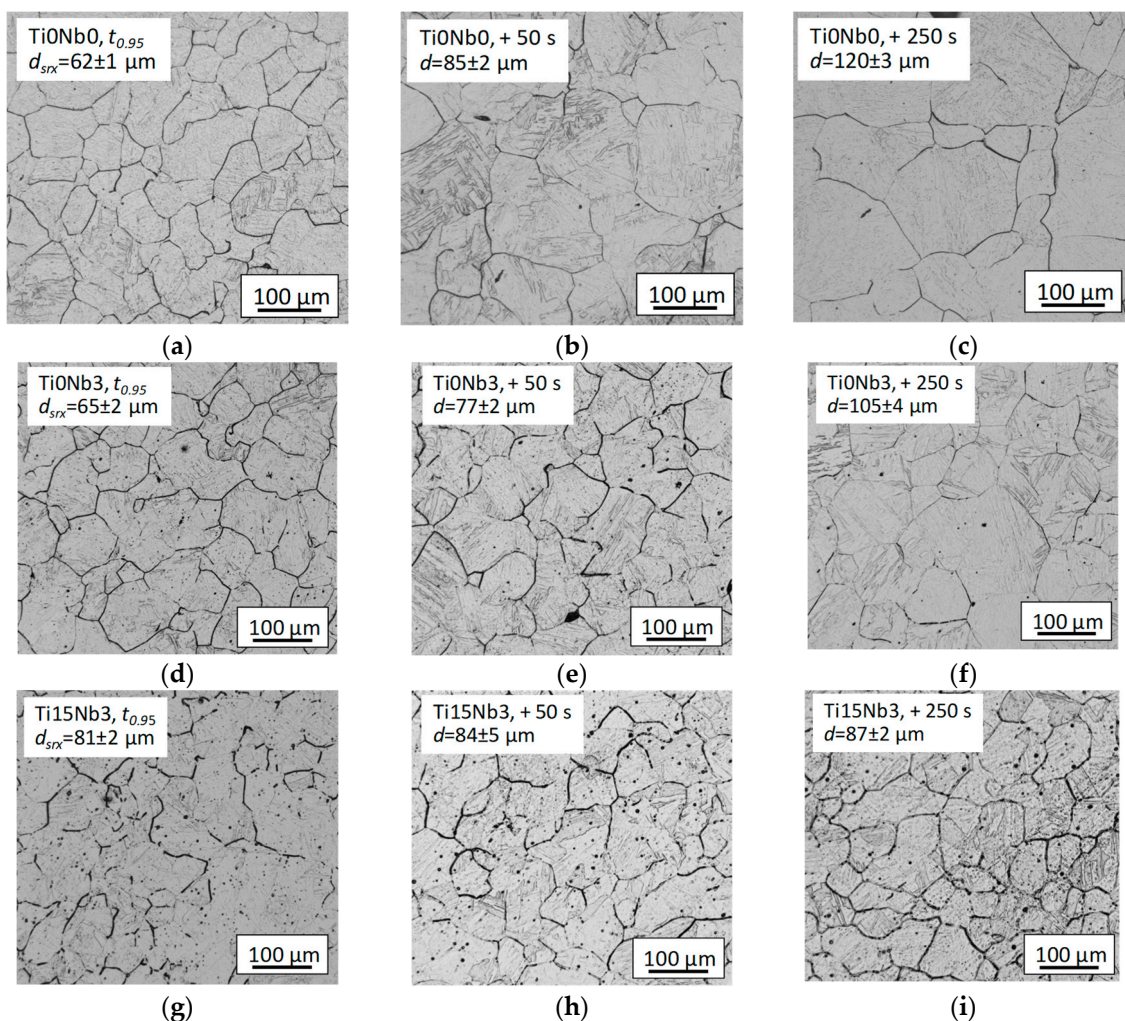 Ti0Nb0, t0.95
dsrx=62±1 µm
100 µm
(a)
Ti0Nb0, + 50 s
d=85±2 µm
100 µm
(b)
Ti0Nb0, + 250 s
d=120±3 µm
100 µm
(c)
Ti0Nb3, t0.95
dsrx=65±2 µm
100 µm
(d)
Ti0Nb3, + 50 s
d=77±2 µm
100 µm
(e)
Ti0Nb3, + 250 s
d=105±4 µm
100 µm
(f)
Ti15Nb3, t0.95
dsrx=81±2 µm
100 µm
(g)
Ti15Nb3, + 50 s
d=84±5 µm
100 µm
(h)
Ti15Nb3, + 250 s
d=87±2 µm
100 µm
(i)